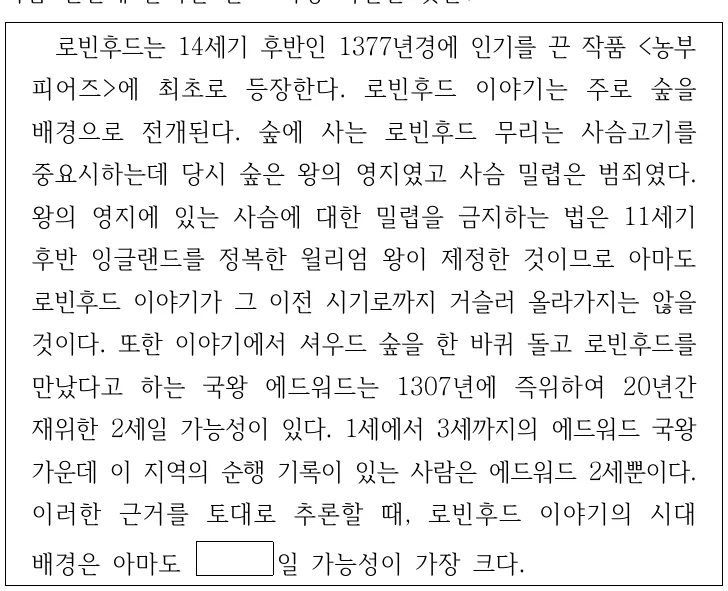 로빈후드는 14세기 후반인 1377년경에 인기를 끈 작품 <농부
피어즈>에 최초로 등장한다. 로빈후드 이야기는 주로 숲을
배경으로 전개된다. 숲에 사는 로빈후드 무리는 사슴고기를
중요시하는데 당시 숲은 왕의 영지였고 사슴 밀렵은 범죄였다.
왕의 영지에 있는 사슴에 대한 밀렵을 금지하는 법은 11세기
후반 잉글랜드를 정복한 윌리엄 왕이 제정한 것이므로 아마도
로빈후드 이야기가 그 이전 시기로까지 거슬러 올라가지는 않을
것이다. 또한 이야기에서 셔우드 숲을 한 바퀴 돌고 로빈후드를
만났다고 하는 국왕 에드워드는 1307년에 즉위하여 20년간
재위한 2세일 가능성이 있다. 1세에서 3세까지의 에드워드 국왕
가운데 이 지역의 순행 기록이 있는 사람은 에드워드 2세뿐이다.
이러한 근거를 토대로 추론할 때, 로빈후드 이야기의 시대
배경은 아마도 일 가능성이 가장 크다.